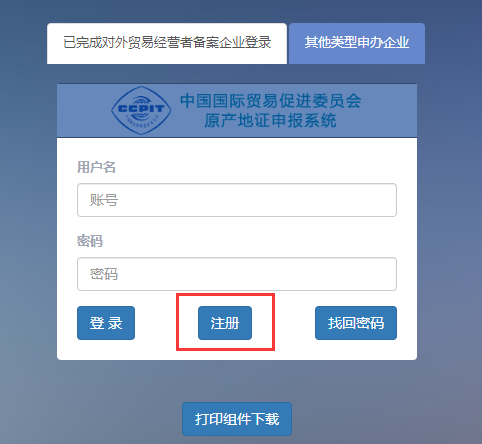 已完成对外贸易经营者备案企业登录
其他类型申办企业
CCPIT
中国国际贸易促进委员会
原产地证申报系统
用户名
账号
密码
密码
登 录
注册
找回密码
打印组件下载